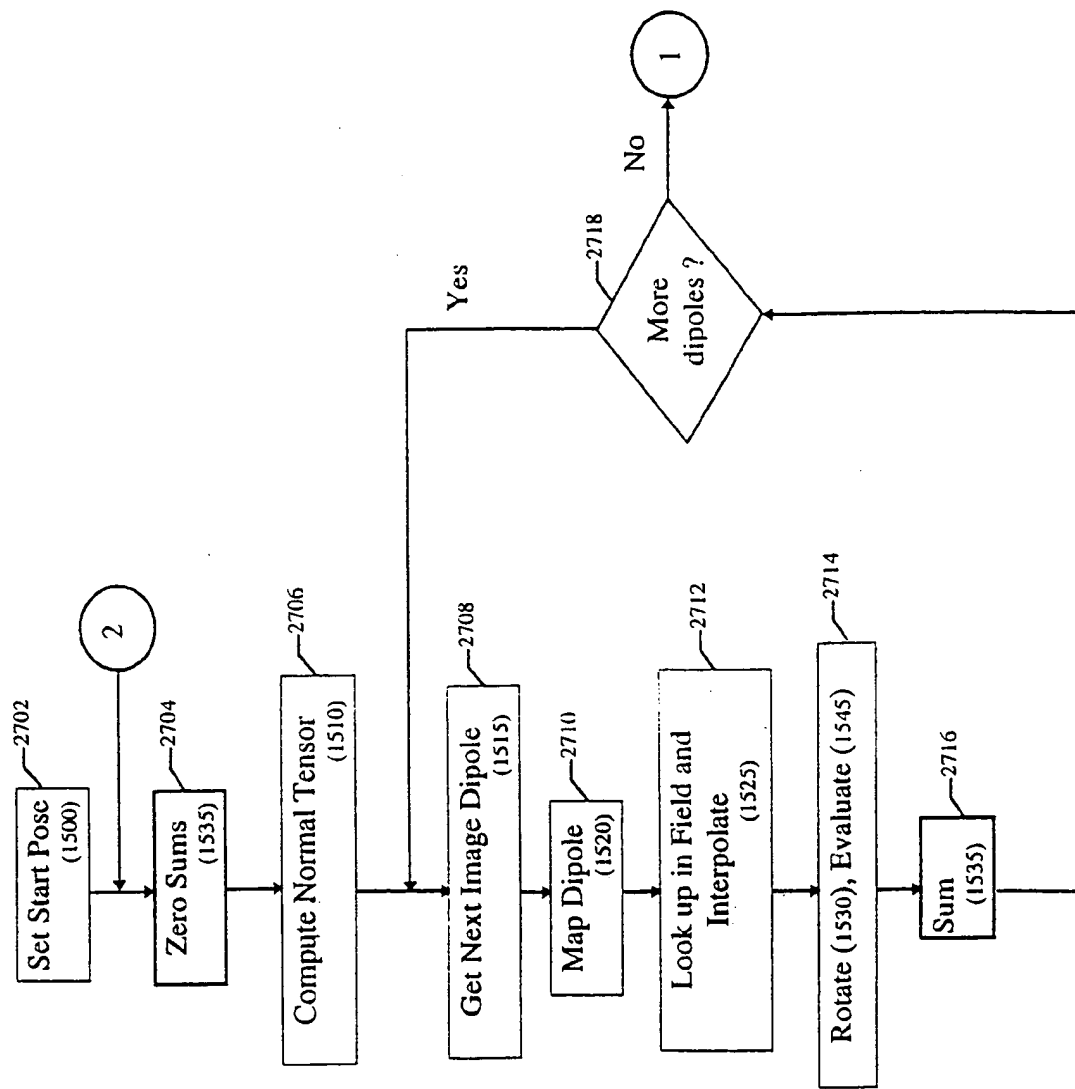 Set Start Pose
(1500)
2702
2
Zero Sums
(1535)
2704
Compute Normal Tensor
(1510)
2706
Get Next Image Dipole
(1515)
2708
Map Dipole
(1520)
2710
Look up in Field and
Interpolate
(1525)
2712
Rotate (1530), Evaluate (1545)
2714
Sum
(1535)
2716
More
dipoles ?
2718
Yes
No
1